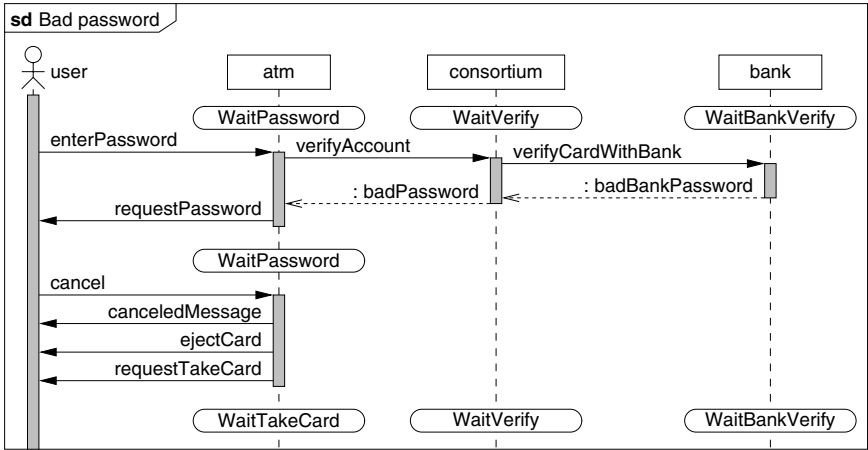 sd Bad password
user
atm
consortium
bank
WaitPassword
WaitVerify
WaitBankVerify
enterPassword
verifyAccount
verifyCardWithBank
: badPassword
: badBankPassword
requestPassword
WaitPassword
cancel
canceledMessage
ejectCard
requestTakeCard
WaitTakeCard
WaitVerify
WaitBankVerify